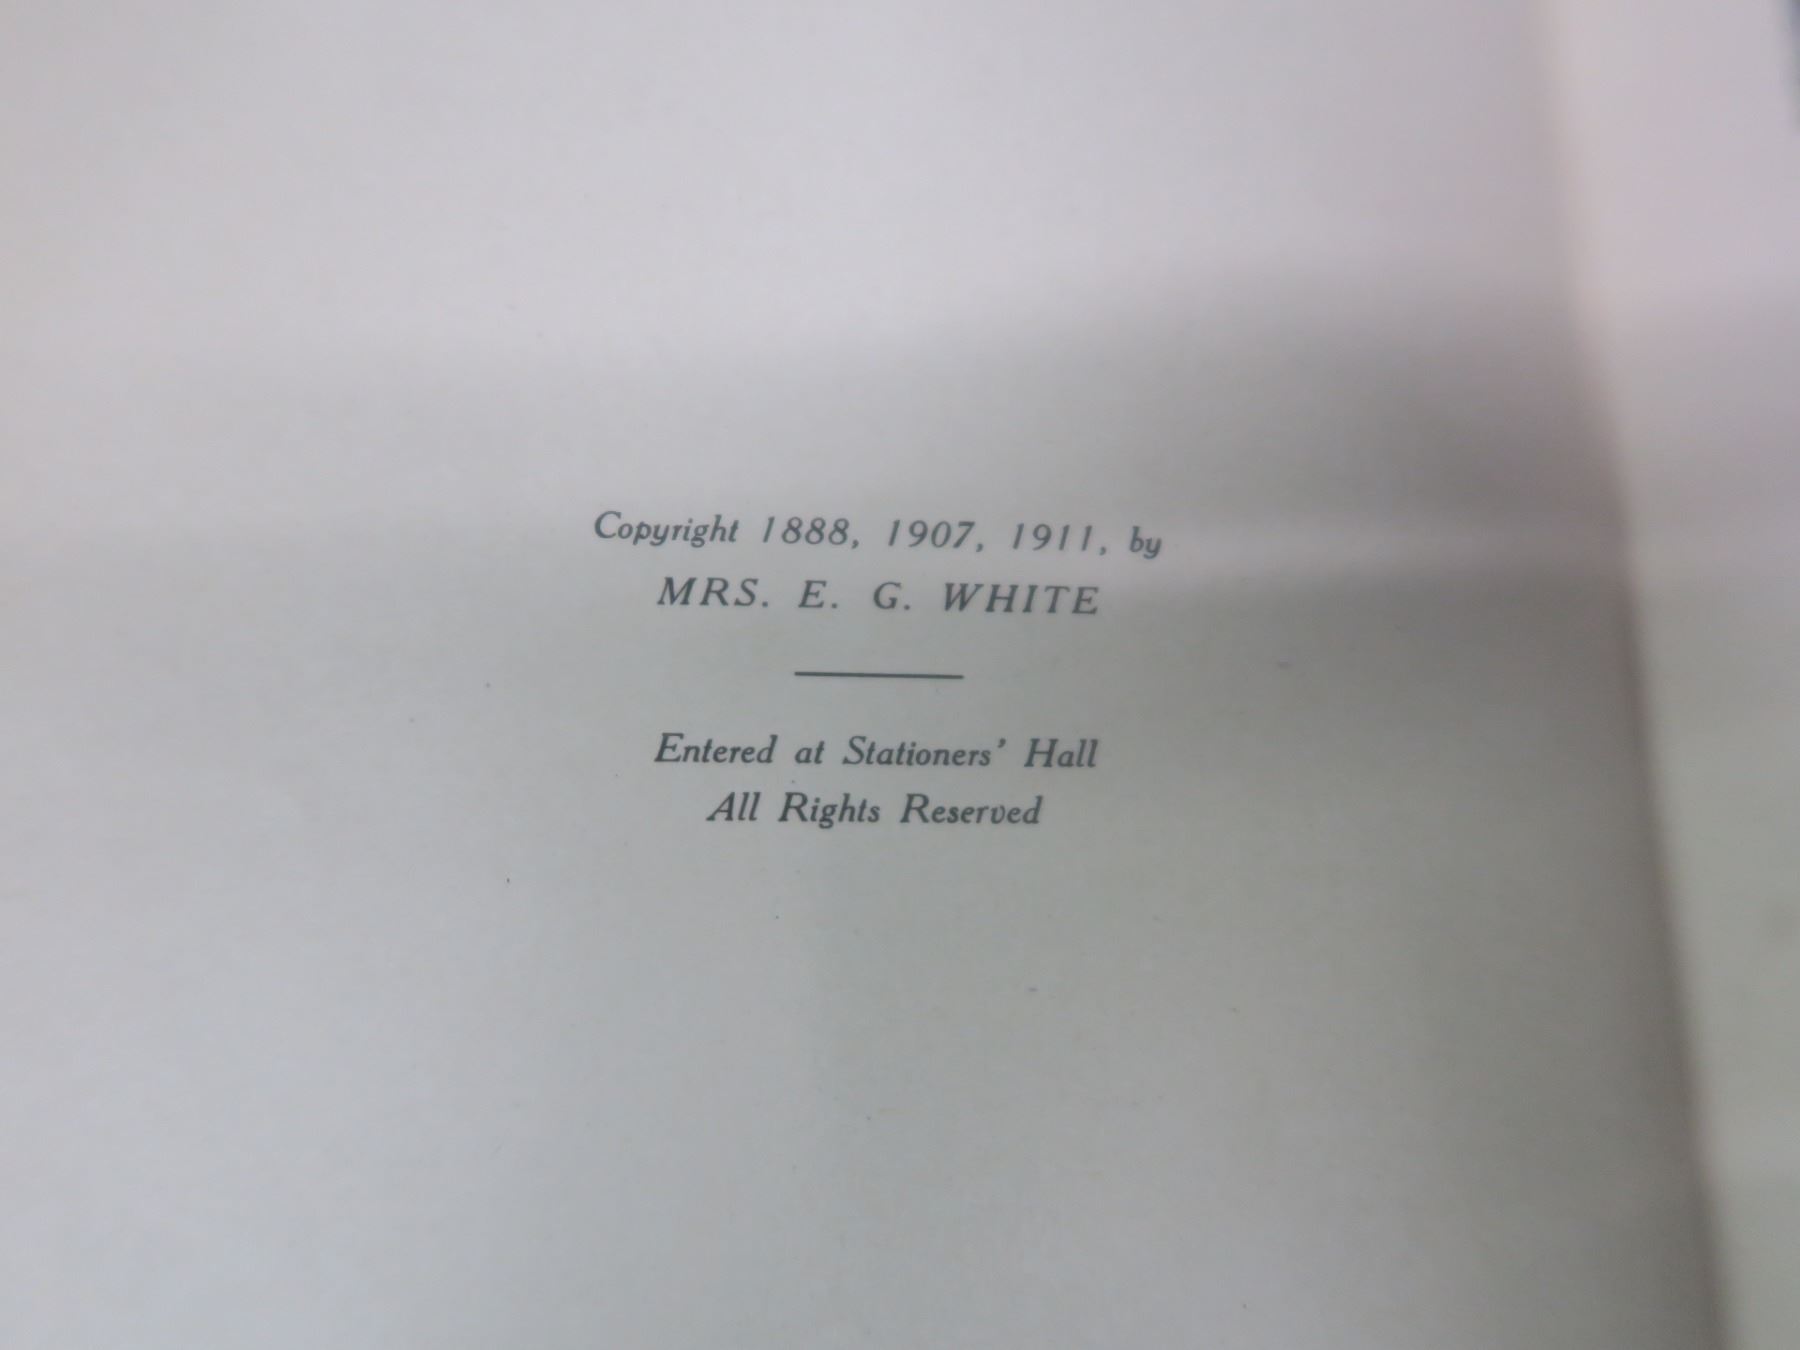 Copyright 1888, 1907, 1911, by
MRS. E. G. WHITE
Entered at Stationers’ Hall
All Rights Reserved